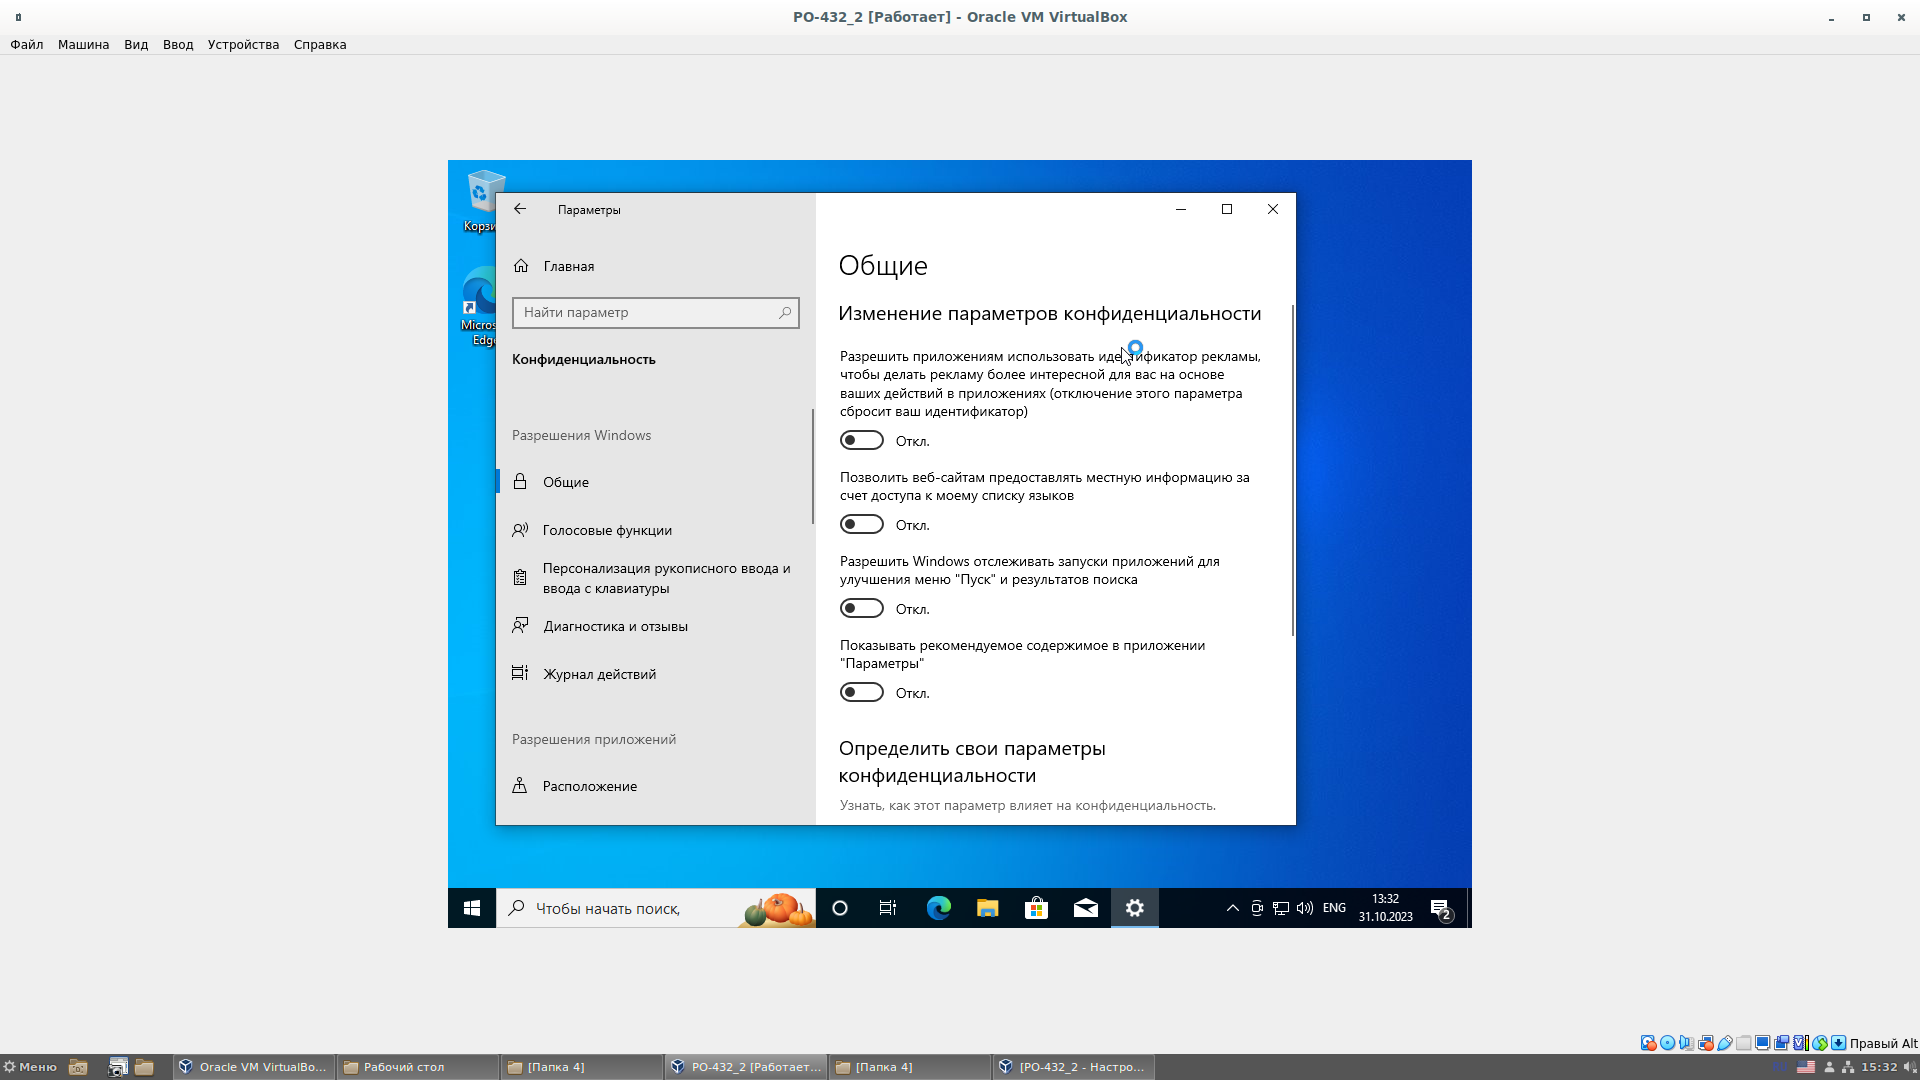 PO-432_2 [Работает] - Oracle VM VirtualBox
Файл Машина Вид Ввод Устройства Справка
Параметры
Главная
Найти параметр
Конфиденциальность
Разрешения Windows
Общие
Голосовые функции
Персонализация рукописного ввода и
ввода с клавиатуры
Диагностика и отзывы
Журнал действий
Разрешения приложений
Расположение
Общие
Изменение параметров конфиденциальности
Разрешить приложениям использовать идентификатор рекламы,
чтобы делать рекламу более интересной для вас на основе
ваших действий в приложениях (отключение этого параметра
сбросит ваш идентификатор)
Откл.
Позволить веб-сайтам предоставлять местную информацию за
счет доступа к моему списку языков
Откл.
Разрешить Windows отслеживать запуски приложений для
улучшения меню "Пуск" и результатов поиска
Откл.
Показывать рекомендуемое содержимое в приложении
"Параметры"
Откл.
Определить свои параметры
конфиденциальности
Узнать, как этот параметр влияет на конфиденциальность.
Корзи
Micros
Edg
Чтобы начать поиск,
ENG
13:32
31.10.2023
2
Правый Alt
Меню
Oracle VM VirtualBo...
Рабочий стол
[Папка 4]
PO-432_2 [Работает...
[Папка 4]
[PO-432_2 - Настро...
15:32